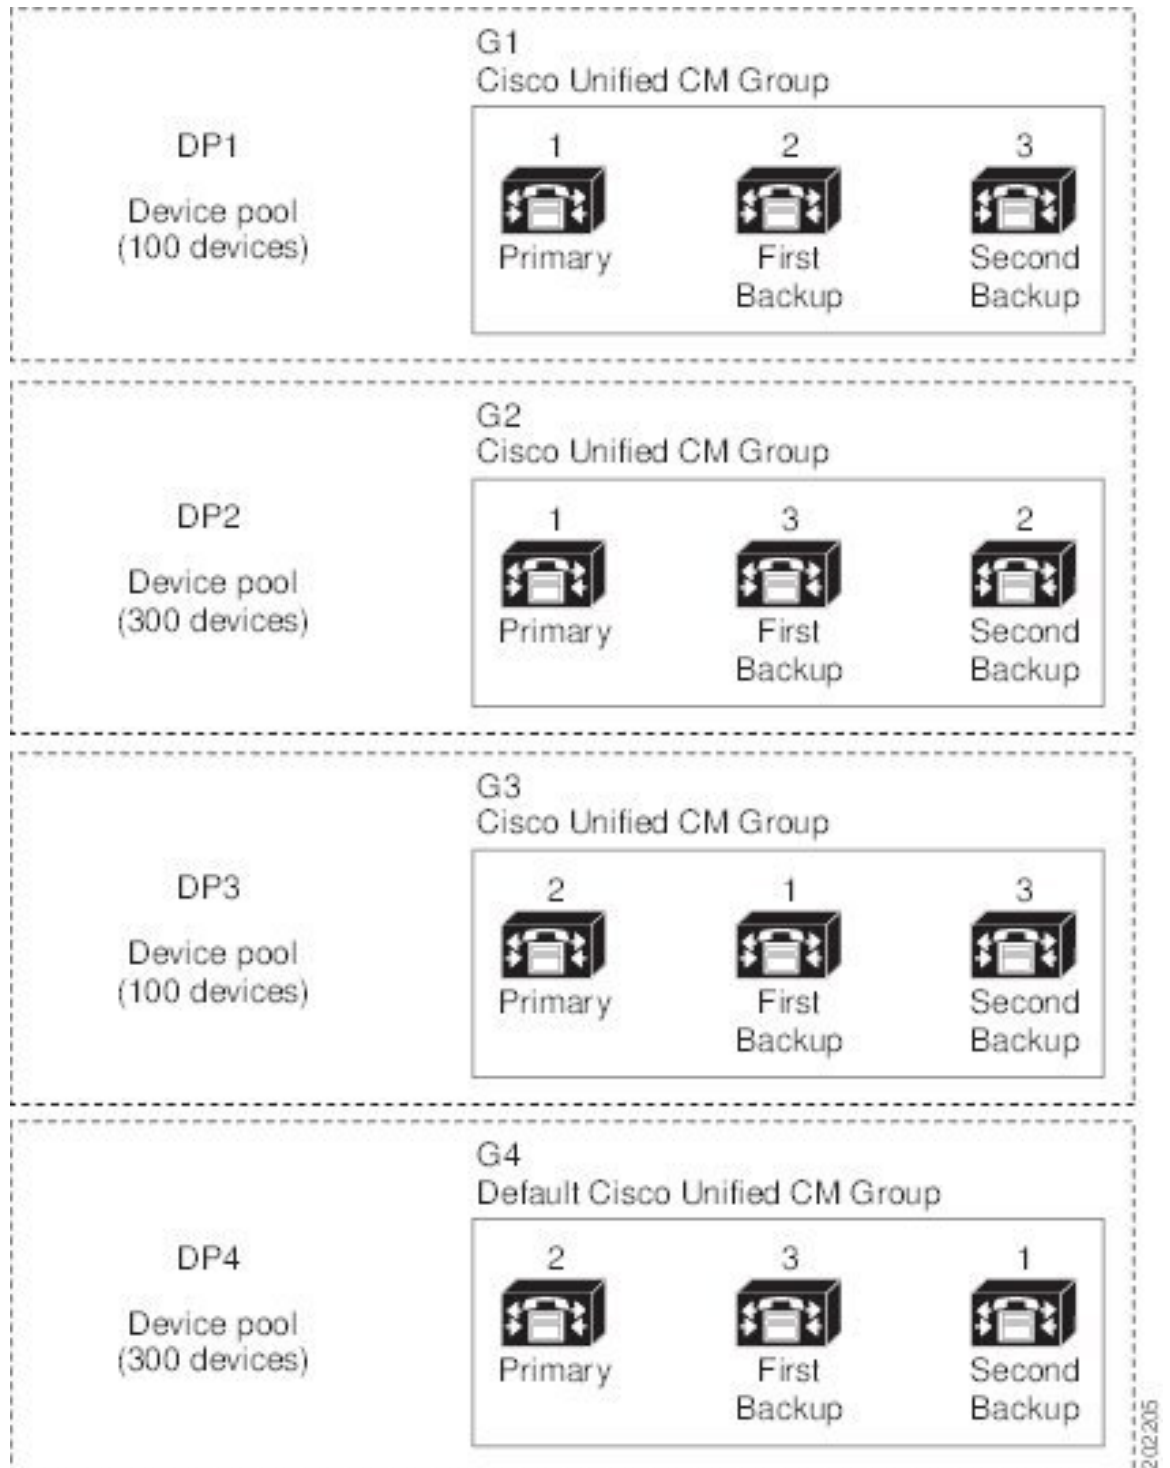 G1
Cisco Unified CM Group
DP1
Device pool
(100 devices)
1 2 3
Primary First Second
Backup Backup
G2
Cisco Unified CM Group
DP2
Device pool
(300 devices)
1 3 2
Primary First Second
Backup Backup
G3
Cisco Unified CM Group
DP3
Device pool
(100 devices)
2 1 3
Primary First Second
Backup Backup
G4
Default Cisco Unified CM Group
DP4
Device pool
(300 devices)
2 3 1
Primary First Second
Backup Backup
202205